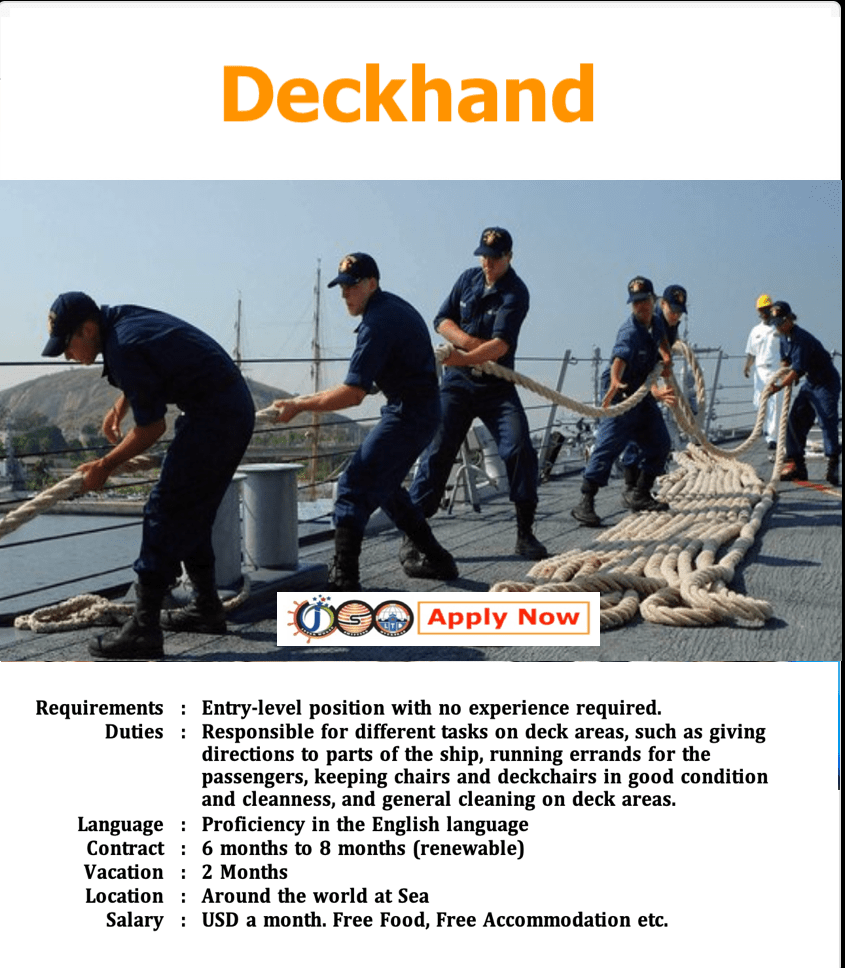 Deckhand
Apply Now
Requirements : Entry-level position with no experience required.
Duties : Responsible for different tasks on deck areas, such as giving
directions to parts of the ship, running errands for the
passengers, keeping chairs and deckchairs in good condition
and cleanness, and general cleaning on deck areas.
Language : Proficiency in the English language
Contract : 6 months to 8 months (renewable)
Vacation : 2 Months
Location : Around the world at Sea
Salary : USD a month. Free Food, Free Accommodation etc.